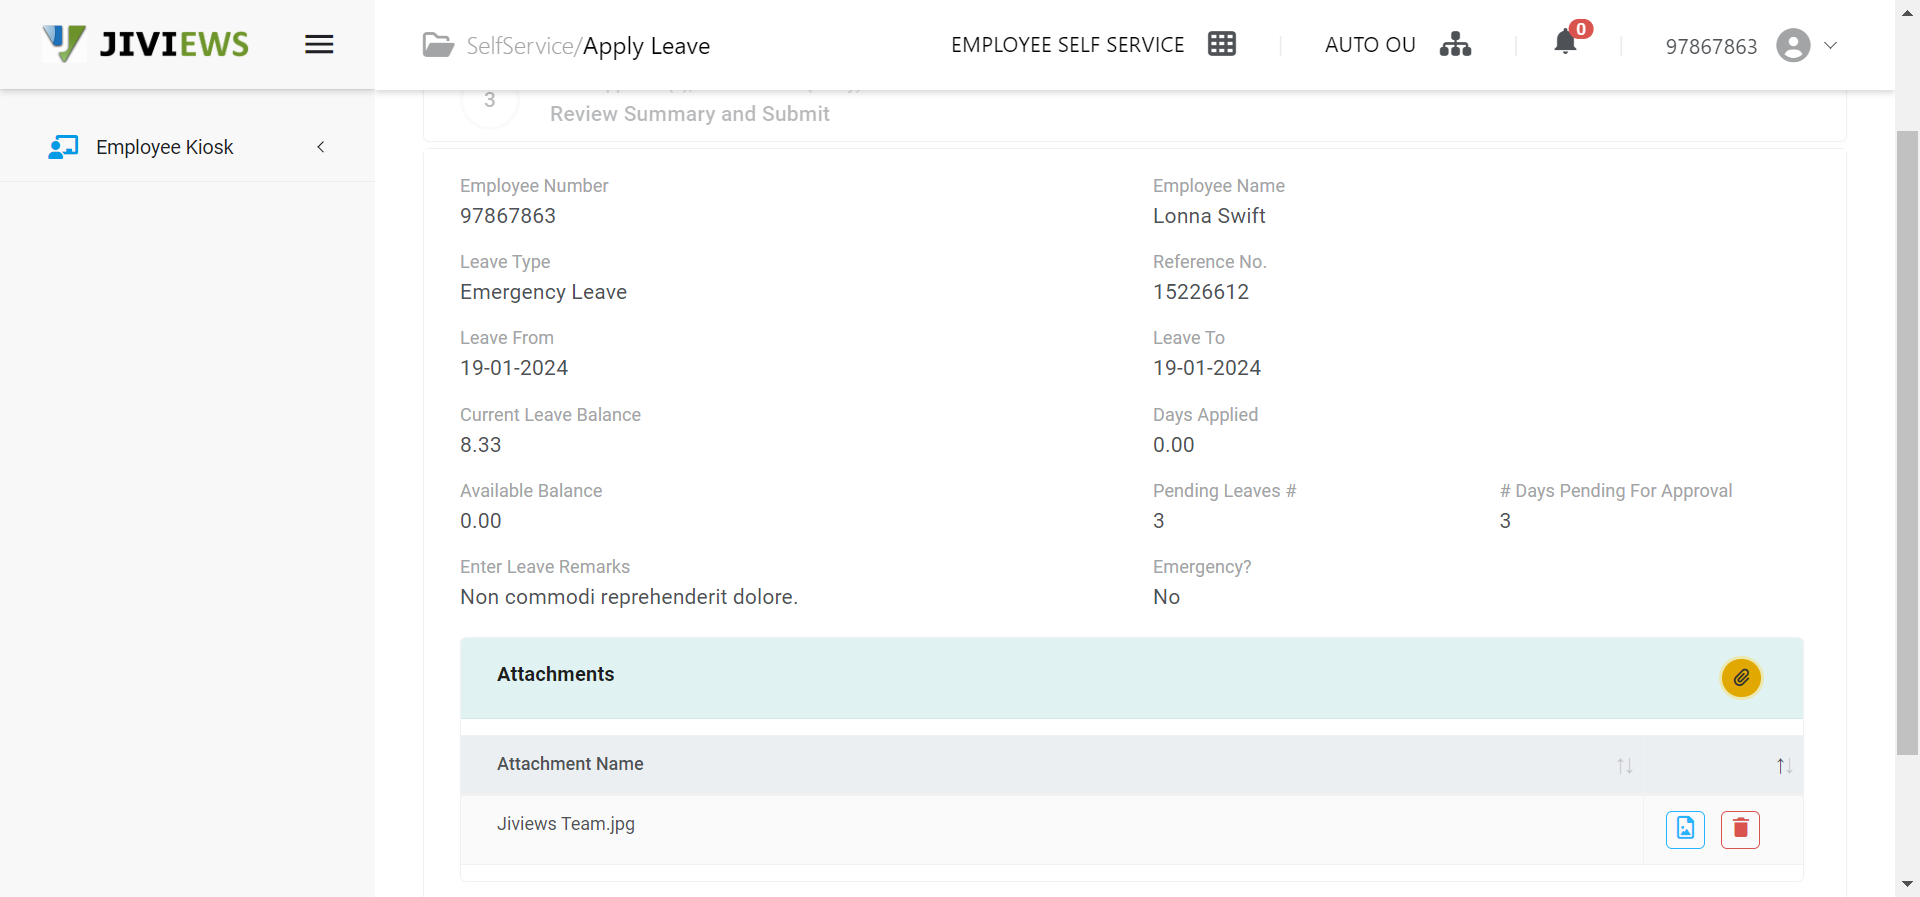 JIVIEWS
SelfService/Apply Leave
EMPLOYEE SELF SERVICE
AUTO OU
0
97867863
Employee Kiosk
3
Review Summary and Submit
Employee Number
97867863
Employee Name
Lonna Swift
Leave Type
Emergency Leave
Reference No.
15226612
Leave From
19-01-2024
Leave To
19-01-2024
Current Leave Balance
8.33
Days Applied
0.00
Available Balance
0.00
Pending Leaves #
3
# Days Pending For Approval
3
Enter Leave Remarks
Non commodi reprehenderit dolore.
Emergency?
No
Attachments
Attachment Name
Jiviews Team.jpg